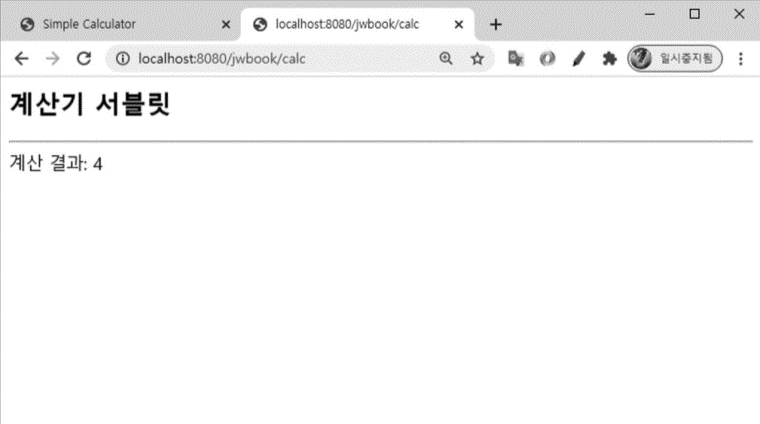 Simple Calculator
localhost:8080/jwbook/calc
localhost:8080/jwbook/calc
일시중지됨
계산기 서블릿
계산 결과: 4